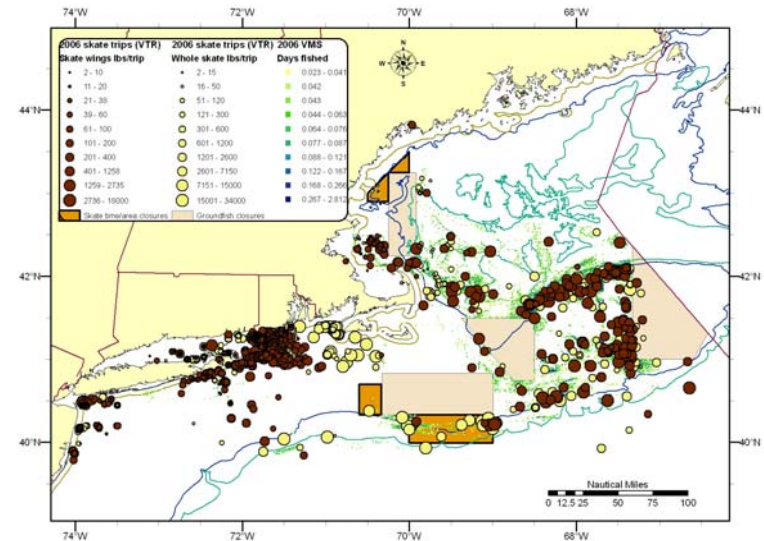 74°W 72°W 70°W 68°W
2006 skate trips (VTR) 2006 skate trips (VTR) 2006 VMS
Skate wings lbs/trip Whole skate lbs/trip Days fished
2 - 10 2 - 15 0.023 - 0.041
11 - 20 16 - 50 0.042
21 - 38 51 - 120 0.043
39 - 60 121 - 300 0.044 - 0.063
61 - 100 301 - 600 0.064 - 0.076
101 - 200 601 - 1200 0.077 - 0.087
201 - 400 1201 - 2600 0.088 - 0.121
401 - 1258 2601 - 7150 0.122 - 0.167
1259 - 2735 7151 - 15000 0.168 - 0.266
2736 - 18000 15001 - 34000 0.267 - 2.812
Skate time/area closures Groundfish closures
N
W E
S
44°N 44°N
42°N 42°N
40°N 40°N
Nautical Miles
0 12.5 25 50 75 100
74°W 72°W 70°W 68°W